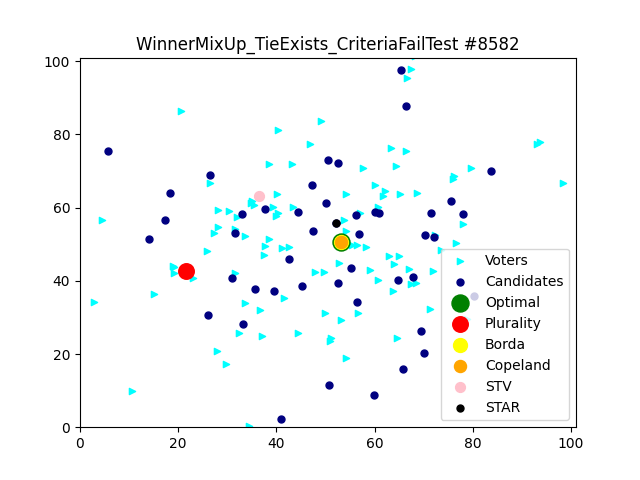 WinnerMixUp_TieExists_CriteriaFailTest #8582
100
80
60
40
20
0
0 20 40 60 80 100
Voters
Candidates
Optimal
Plurality
Borda
Copeland
STV
STAR